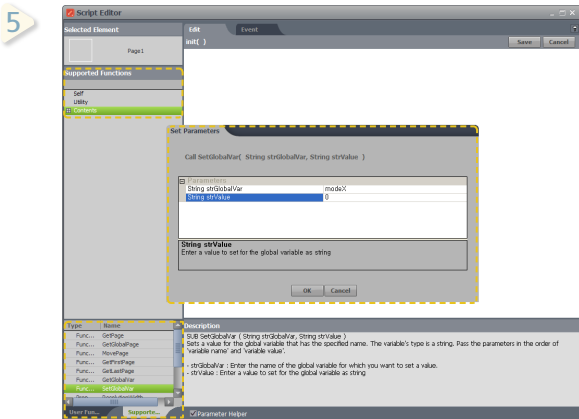 5
Script Editor
Selected Element
Edit
Event
init( )
Save
Cancel
Page1
Supported Functions
Self
Utility
Contents
Set Parameters
Call SetGlobalVar( String strGlobalVar, String strValue )
Parameters
String strGlobalVar
modeX
String strValue
0
String strValue
Enter a value to set for the global variable as string
OK
Cancel
Type
Name
Func... GetPage
Func... GetGlobalPage
Func... MovePage
Func... GetFirstPage
Func... GetLastPage
Func... GetGlobalVar
Func... SetGlobalVar
User Fun...
Supporte...
Description
SUB SetGlobalVar ( String strGlobalVar, String strValue )
Sets a value for the global variable that has the specified name. The variable's type is a string. Pass the parameters in the order of
'variable name' and 'variable value'.
- strGlobalVar : Enter the name of the global variable for which you want to set a value.
- strValue : Enter a value to set for the global variable as string
Parameter Helper